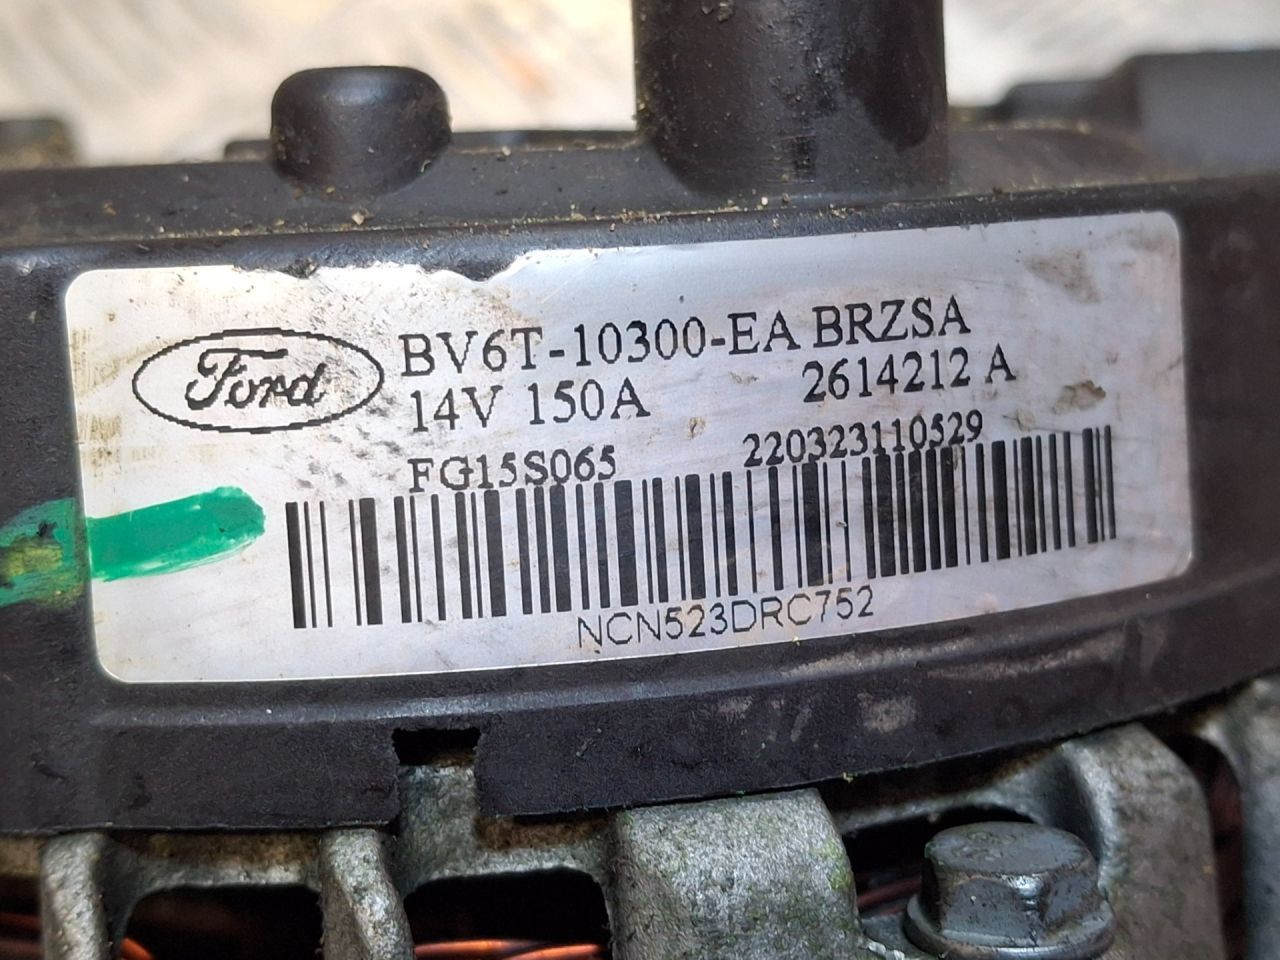 Ford
BV6T-10300-EA BRZSA
14V 150A 2614212 A
FG15S065 220323110529
NCN523DRC752